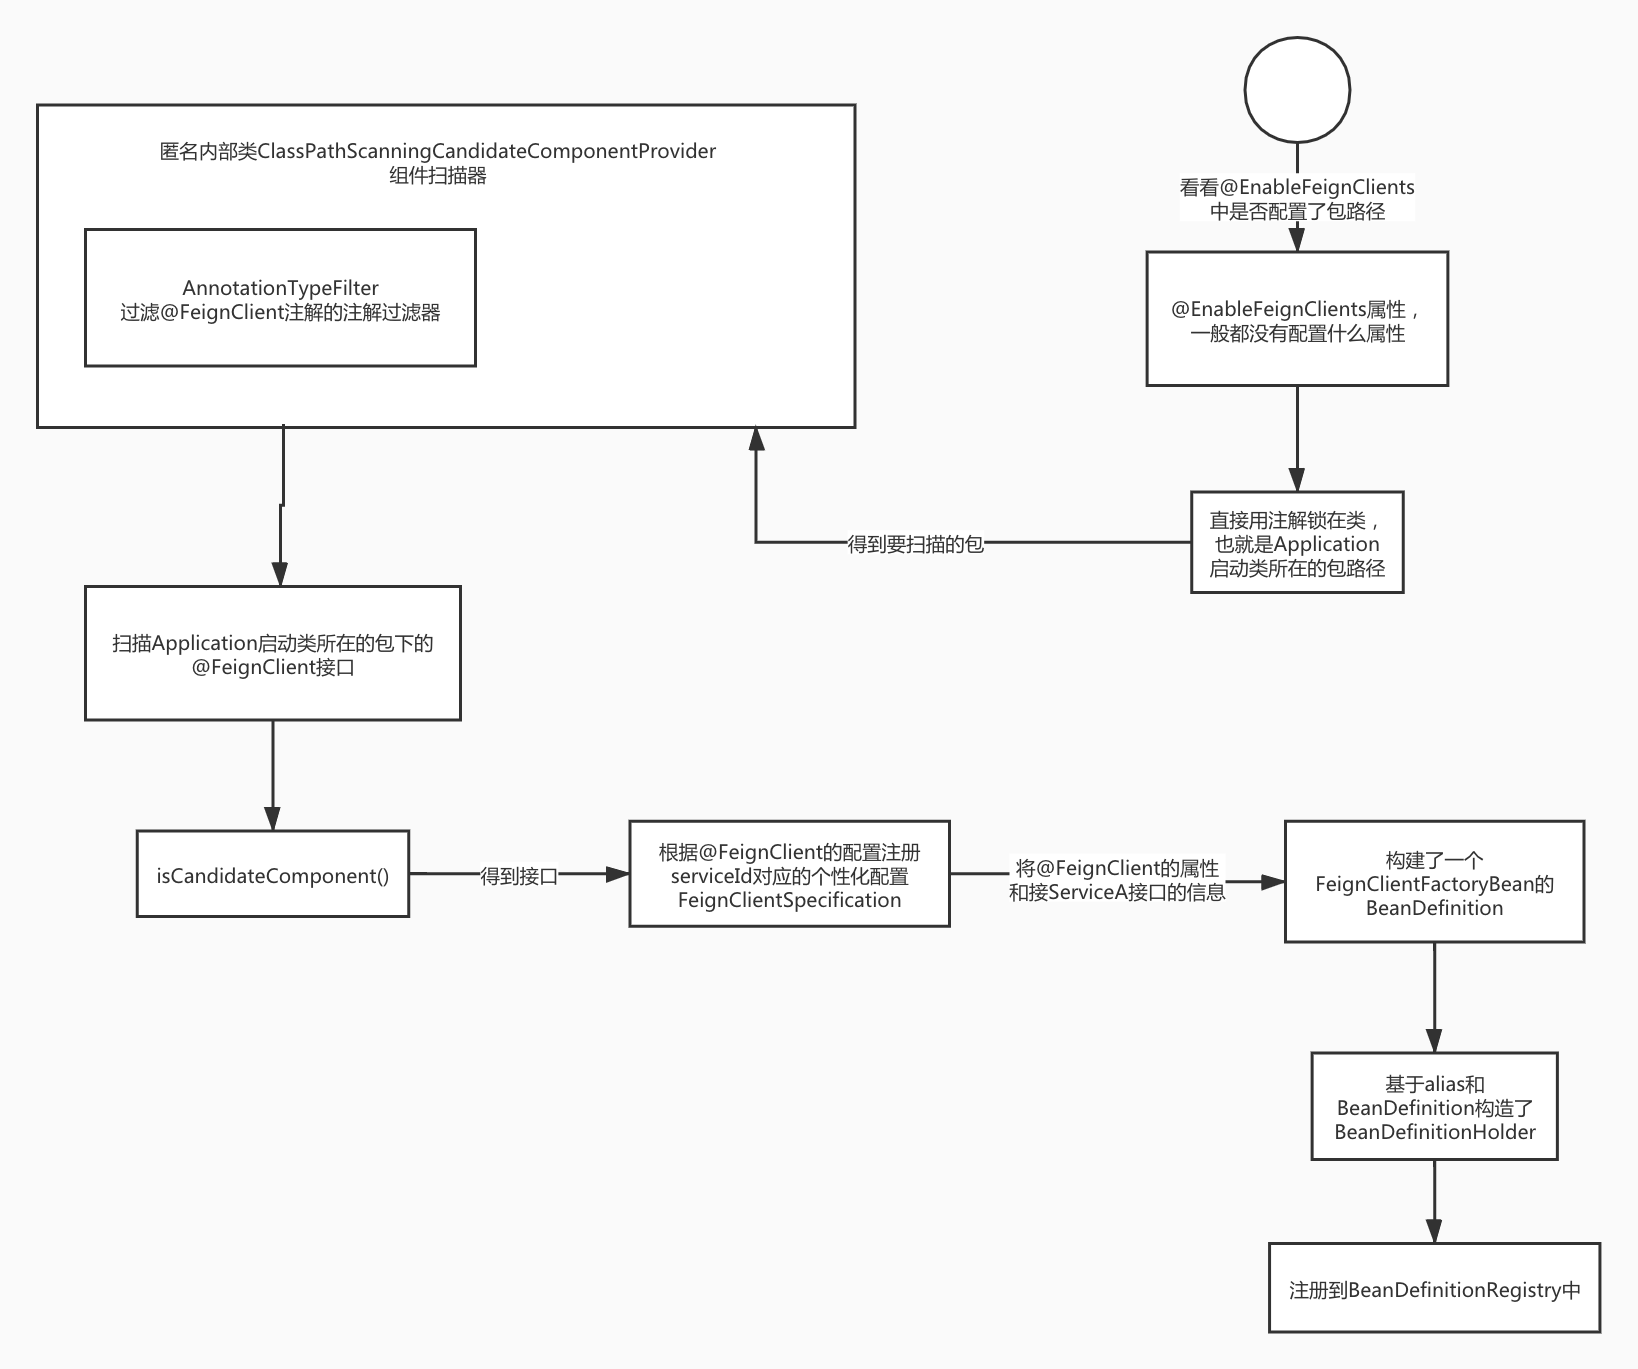 看看@EnableFeignClients
中是否配置了包路径
@EnableFeignClients属性，
一般都没有配置什么属性
直接用注解锁在类，
也就是Application
启动类所在的包路径
得到要扫描的包
匿名内部类ClassPathScanningCandidateComponentProvider
组件扫描器
AnnotationTypeFilter
过滤@FeignClient注解的注解过滤器
扫描Application启动类所在的包下的
@FeignClient接口
isCandidateComponent()
得到接口
根据@FeignClient的配置注册
serviceId对应的个性化配置
FeignClientSpecification
将@FeignClient的属性
和接ServiceA接口的信息
构建了一个
FeignClientFactoryBean的
BeanDefinition
基于alias和
BeanDefinition构造了
BeanDefinitionHolder
注册到BeanDefinitionRegistry中